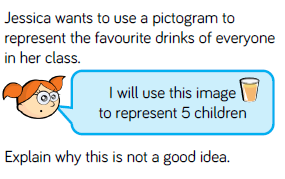 Jessica wants to use a pictogram to
represent the favourite drinks of everyone
in her class.
I will use this image
to represent 5 children
Explain why this is not a good idea.